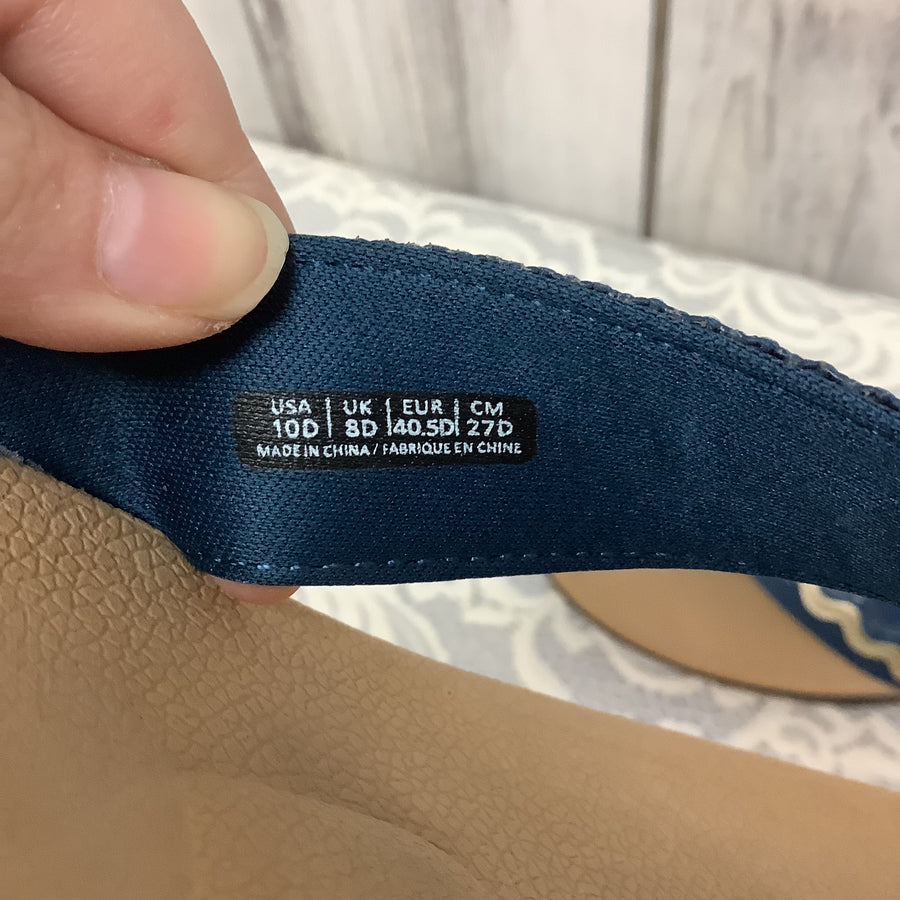 USA | UK | EUR | CM
10D | 8D | 40.5D | 27D
MADE IN CHINA / FABRIQUE EN CHINE